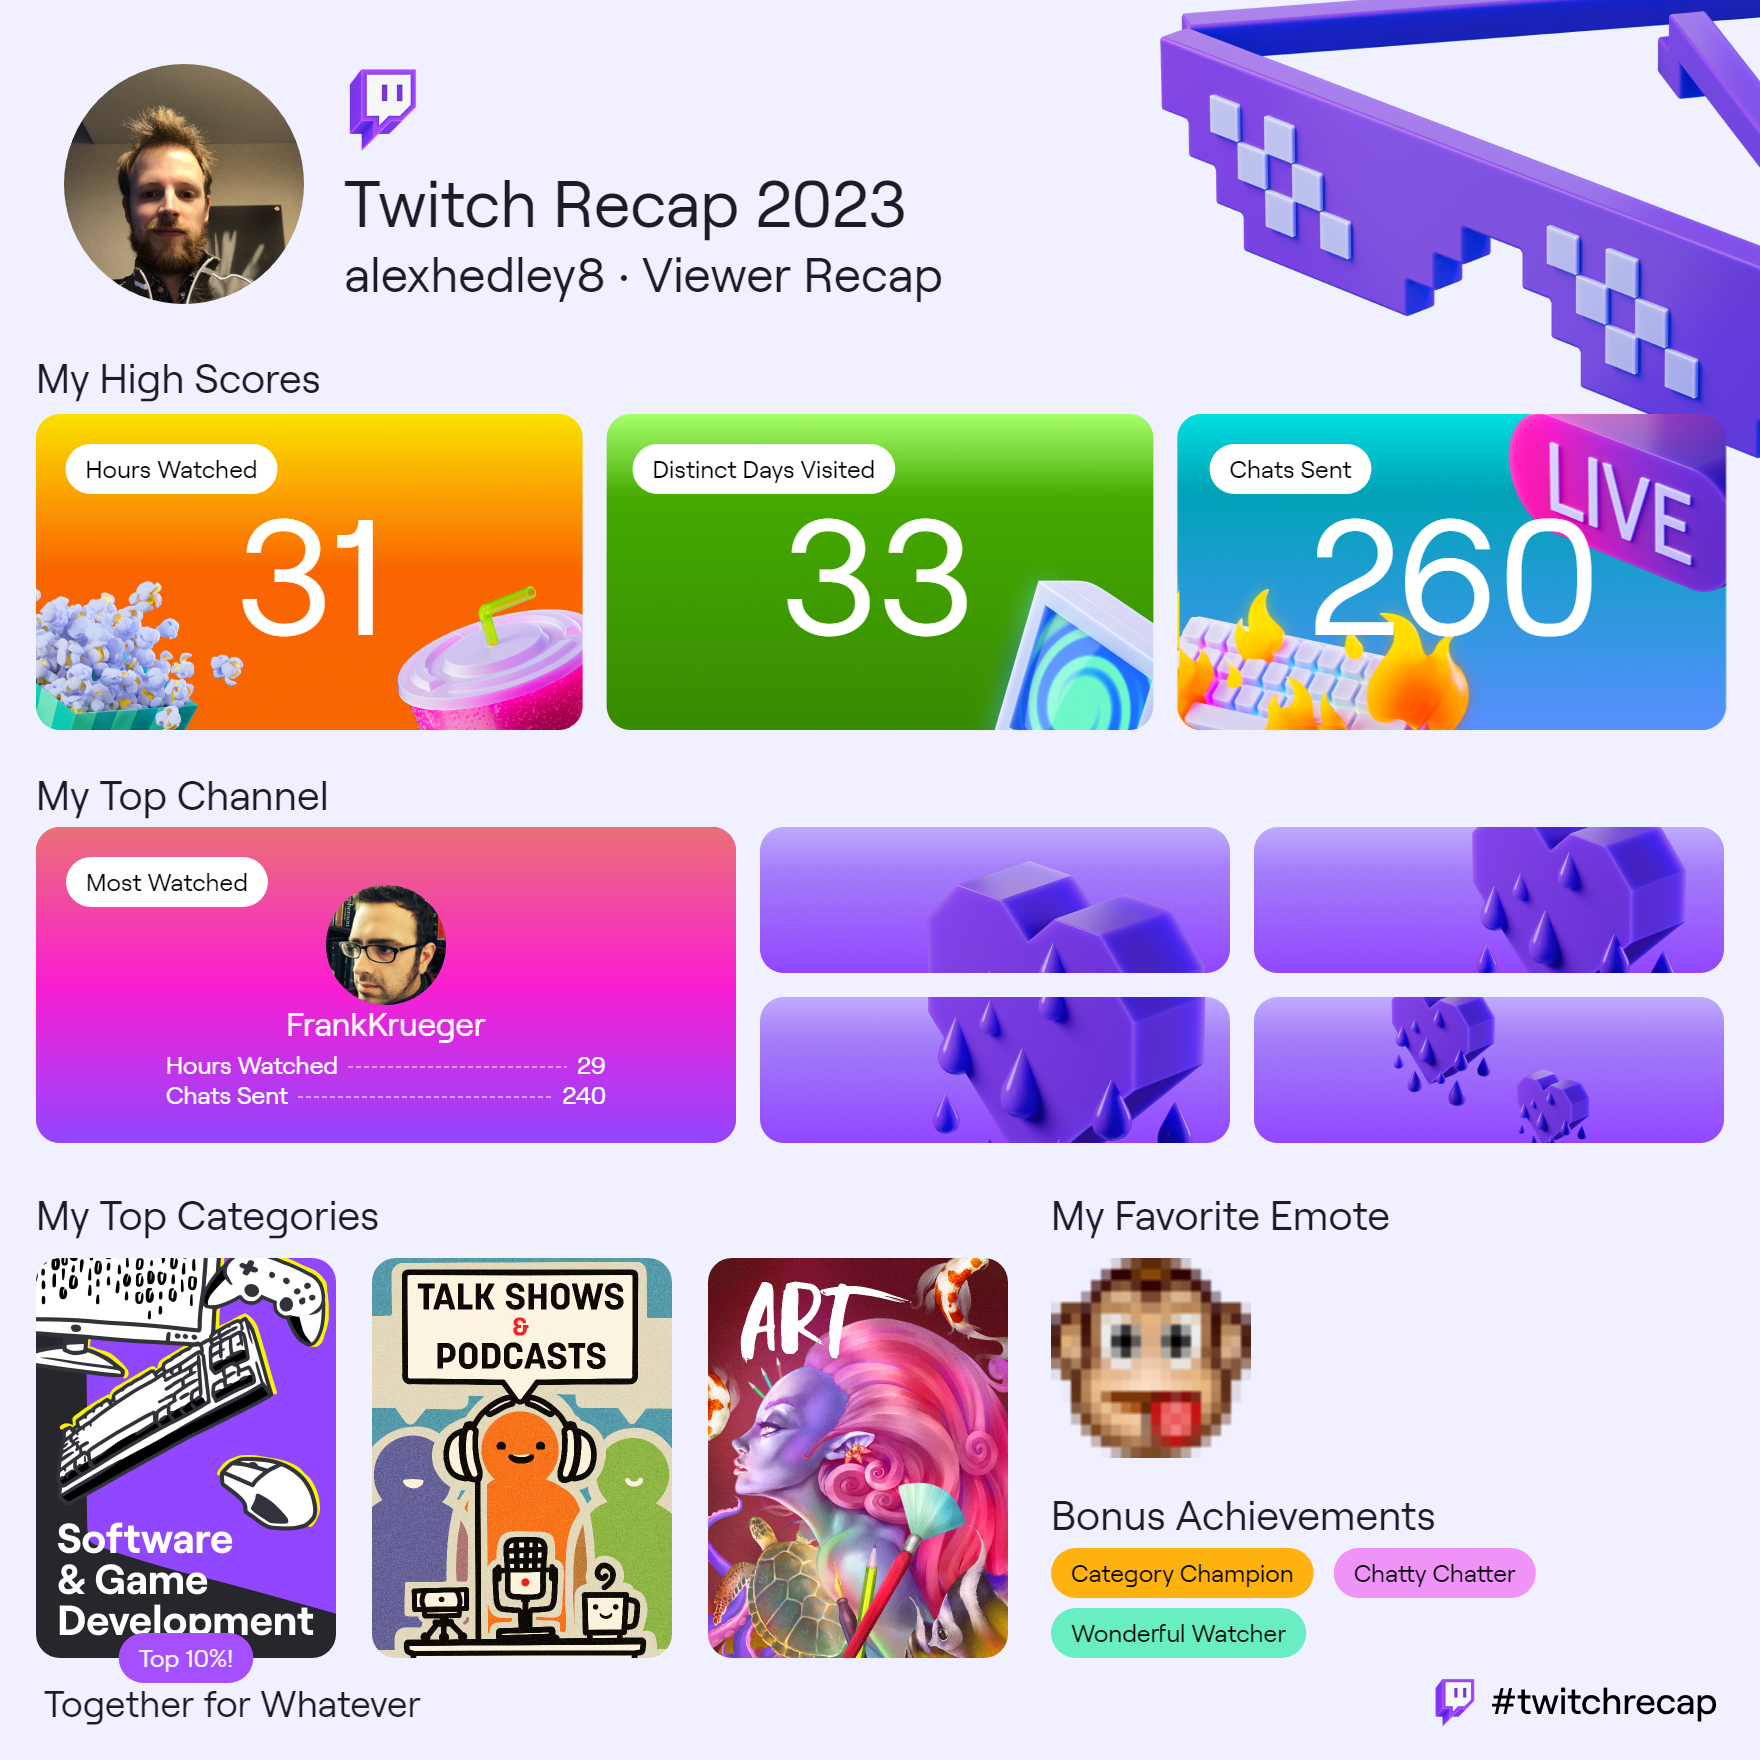 Twitch Recap 2023
alexhedley8 · Viewer Recap
My High Scores
Hours Watched
31
Distinct Days Visited
33
Chats Sent
260
LIVE
My Top Channel
Most Watched
FrankKrueger
Hours Watched 29
Chats Sent 240
My Top Categories
Software
& Game
Development
Top 10%!
TALK SHOWS
&
PODCASTS
ART
My Favorite Emote
Bonus Achievements
Category Champion
Chatty Chatter
Wonderful Watcher
Together for Whatever
#twitchrecap